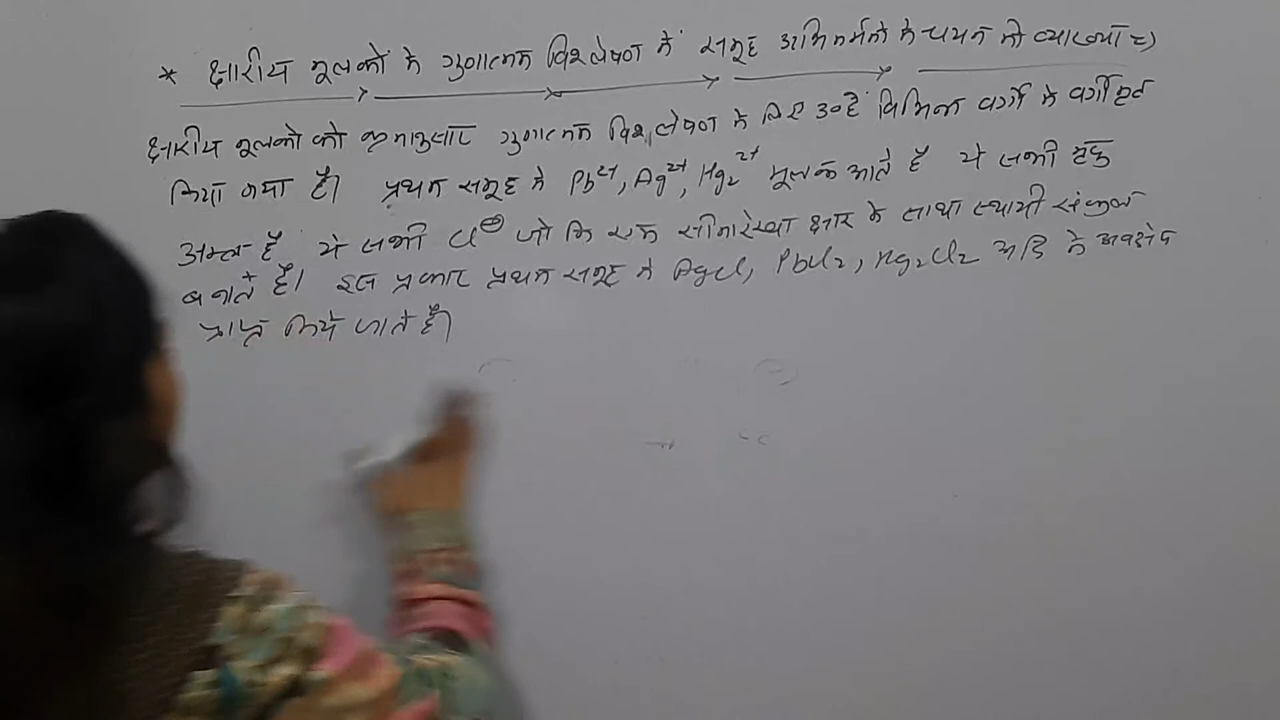 * क्षारीय मूलकों के गुणात्मक विश्लेषण में समूह अभिकर्मकों के चयन की व्याख्या =)
क्षारीय मूलकों को क्रमानुसार गुणात्मक विश्लेषण के लिए उन्हें विभिन्न वर्गों में वर्गीकृत
किया गया है। प्रथम समूह में Pb²⁺, Ag²⁺, Hg₂²⁺ मूलक आते हैं ये सभी मृदु
अम्ल हैं, ये सभी Cl⊖ जो कि एक सीमारेखा क्षार के साथ स्थायी संकुल
बनाते हैं। इस प्रकार प्रथम समूह में AgCl, PbCl₂, Hg₂Cl₂ आदि के अवक्षेप
प्राप्त किये जाते हैं।